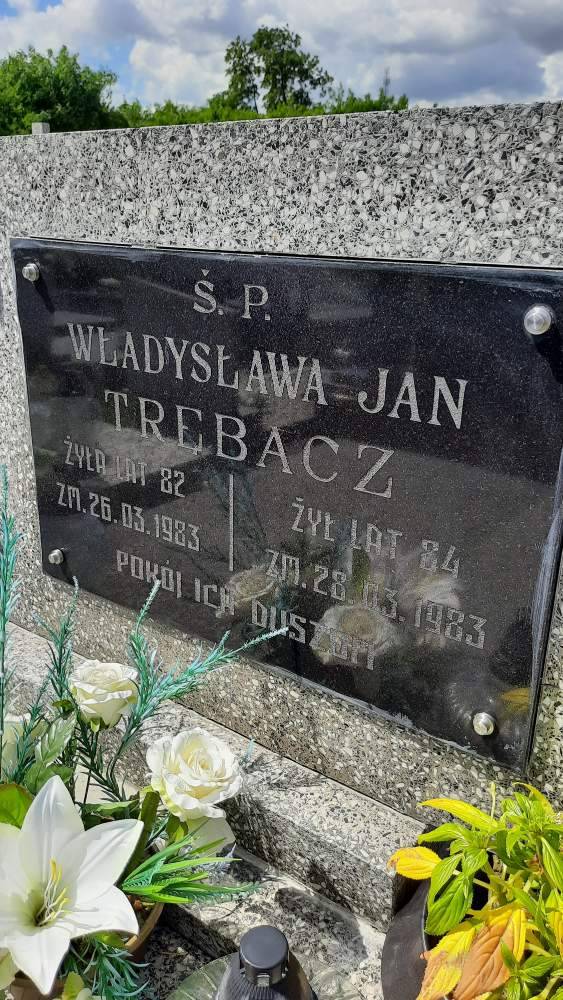 Ś. P.
WŁADYSŁAWA JAN
TRĘBACZ
ŻYŁA LAT 82
ZM. 26.03.1983
ŻYŁ LAT 84
ZM. 28.03.1983
POKÓJ ICH DUSZOM